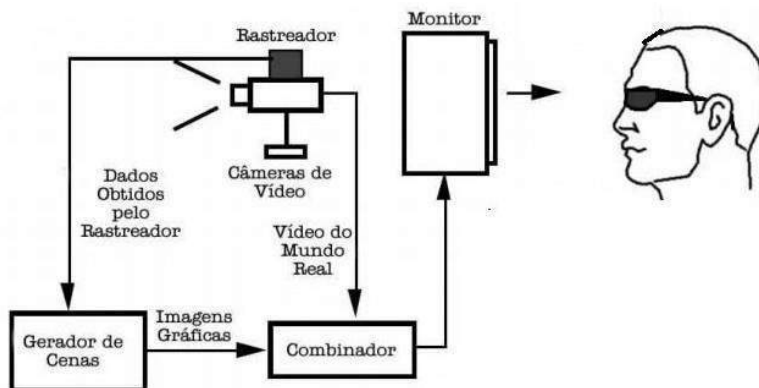 Rastreador
Monitor
Câmeras de
Vídeo
Dados
Obtidos
pelo
Rastreador
Vídeo do
Mundo
Real
Imagens
Gráficas
Gerador de
Cenas
Combinador